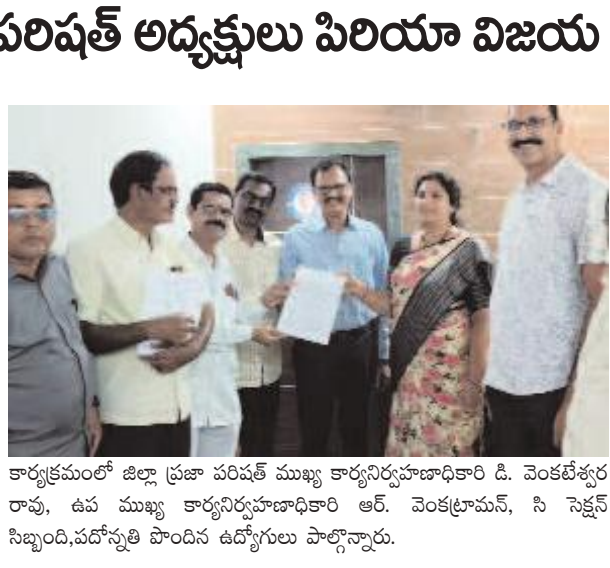 పరిషత్ అధ్యక్షులు పిరియా విజయ
కార్యక్రమంలో జిల్లా ప్రజా పరిషత్ ముఖ్య కార్యనిర్వహణాధికారి డి. వెంకటేశ్వర
రావు, ఉప ముఖ్య కార్యనిర్వహణాధికారి ఆర్. వెంకట్రామన్, సి సెక్షన్
సిబ్బంది,పదోన్నతి పొందిన ఉద్యోగులు పాల్గొన్నారు.